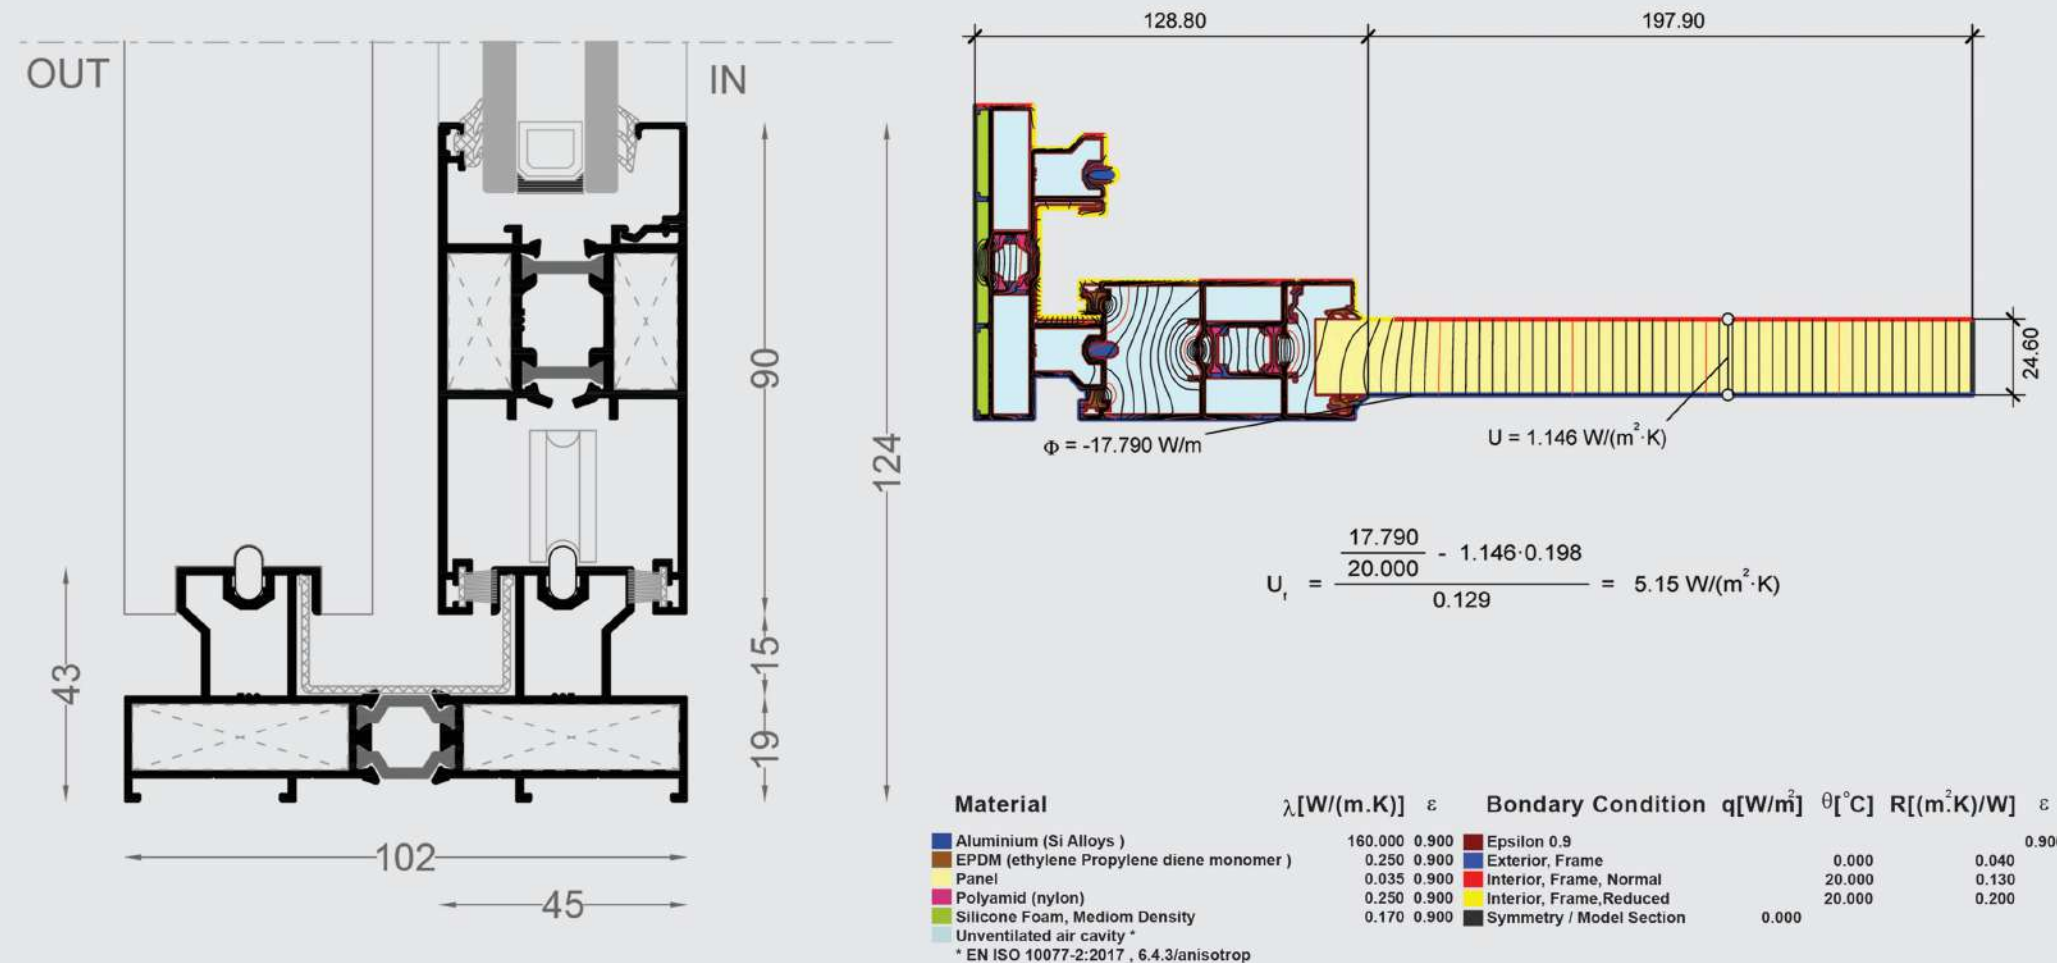 OUT
IN
90
124
43
15
19
102
45
128.80
197.90
24.60
Φ = -17.790 W/m
U = 1.146 W/(m²·K)
U_f = (17.790 / 20.000 - 1.146·0.198) / 0.129 = 5.15 W/(m²·K)
Material λ[W/(m.K)] ε
Aluminium (Si Alloys ) 160.000 0.900
EPDM (ethylene Propylene diene monomer ) 0.250 0.900
Panel 0.035 0.900
Polyamid (nylon) 0.250 0.900
Silicone Foam, Mediom Density 0.170 0.900
Unventilated air cavity *
* EN ISO 10077-2:2017 , 6.4.3/anisotrop
Bondary Condition q[W/m²] θ[°C] R[(m².K)/W] ε
Epsilon 0.9 0.900
Exterior, Frame 0.000 0.040
Interior, Frame, Normal 20.000 0.130
Interior, Frame,Reduced 20.000 0.200
Symmetry / Model Section 0.000